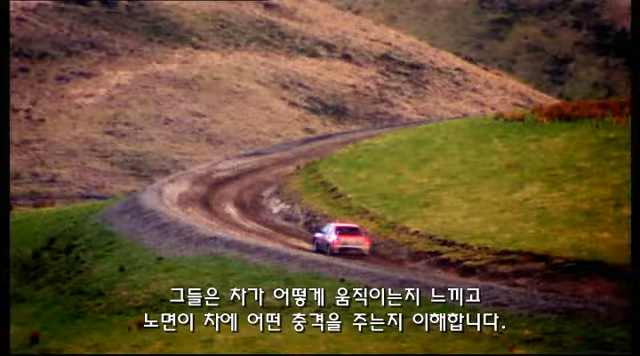 그들은 차가 어떻게 움직이는지 느끼고
노면이 차에 어떤 충격을 주는지 이해합니다.